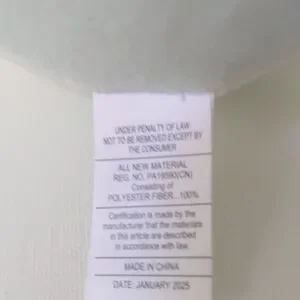 UNDER PENALTY OF LAW
NOT TO BE REMOVED EXCEPT BY
THE CONSUMER
ALL NEW MATERIAL
REG. NO. PA19590(CN)
Consisting of
POLYESTER FIBER...100%
Certification is made by the
manufacturer that the materials
in this article are described
in accordance with law.
MADE IN CHINA
DATE: JANUARY 2025